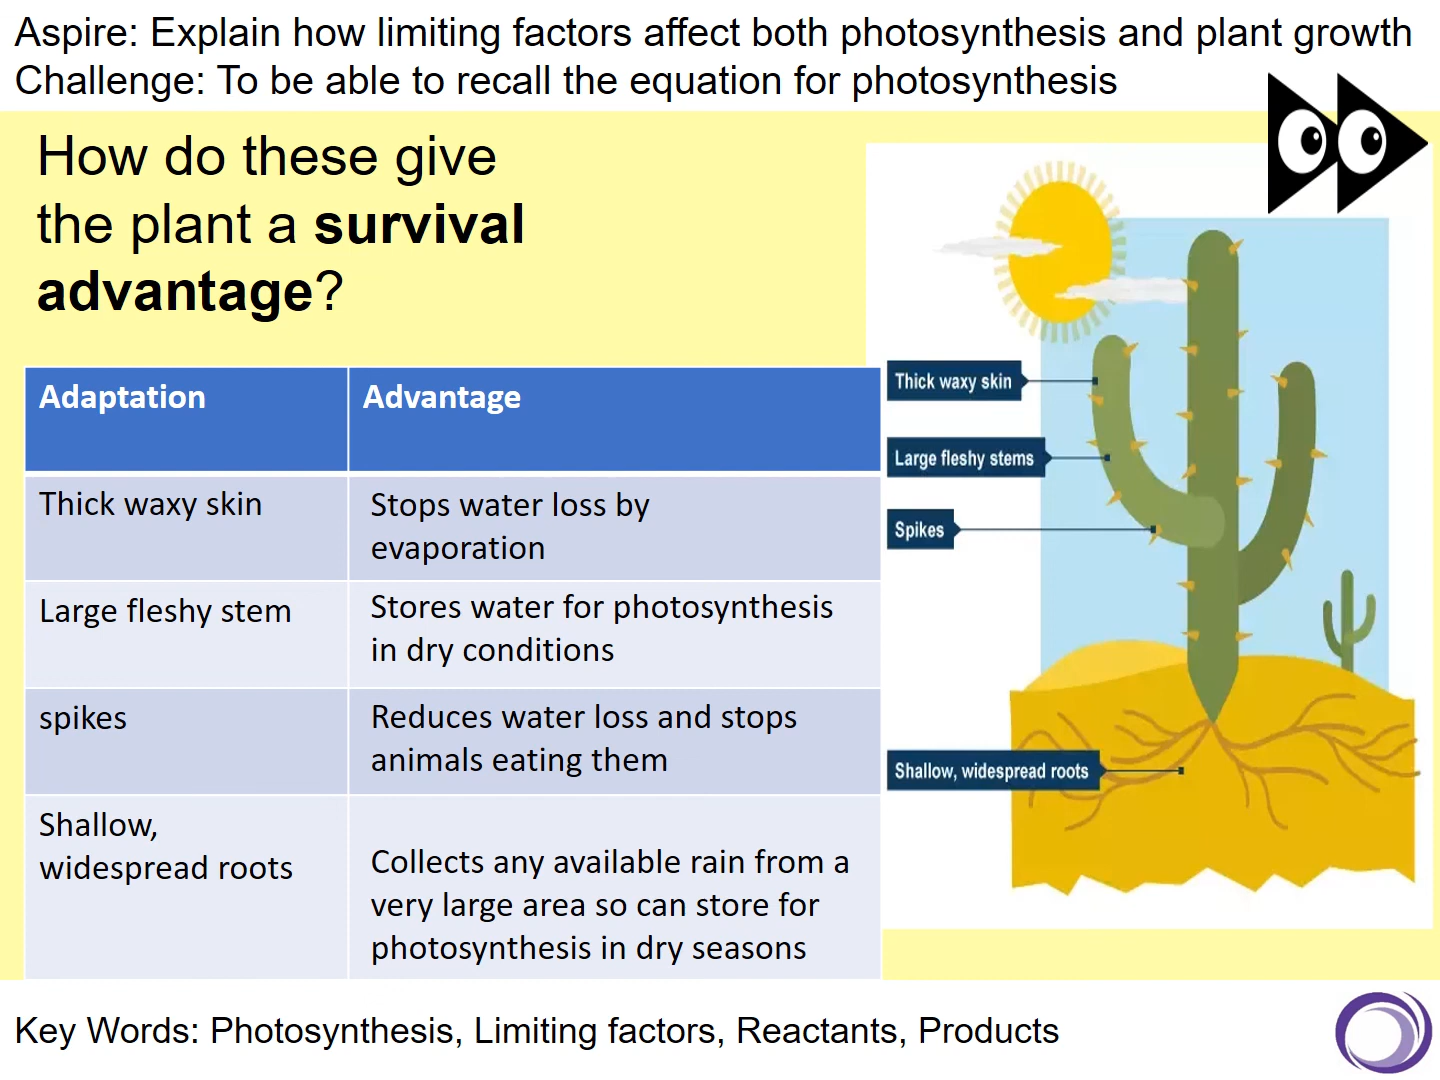 Aspire: Explain how limiting factors affect both photosynthesis and plant growth
Challenge: To be able to recall the equation for photosynthesis
How do these give
the plant a survival
advantage?
Adaptation
Advantage
Thick waxy skin
Stops water loss by
evaporation
Large fleshy stem
Stores water for photosynthesis
in dry conditions
spikes
Reduces water loss and stops
animals eating them
Shallow,
widespread roots
Collects any available rain from a
very large area so can store for
photosynthesis in dry seasons
Thick waxy skin
Large fleshy stems
Spikes
Shallow, widespread roots
Key Words: Photosynthesis, Limiting factors, Reactants, Products